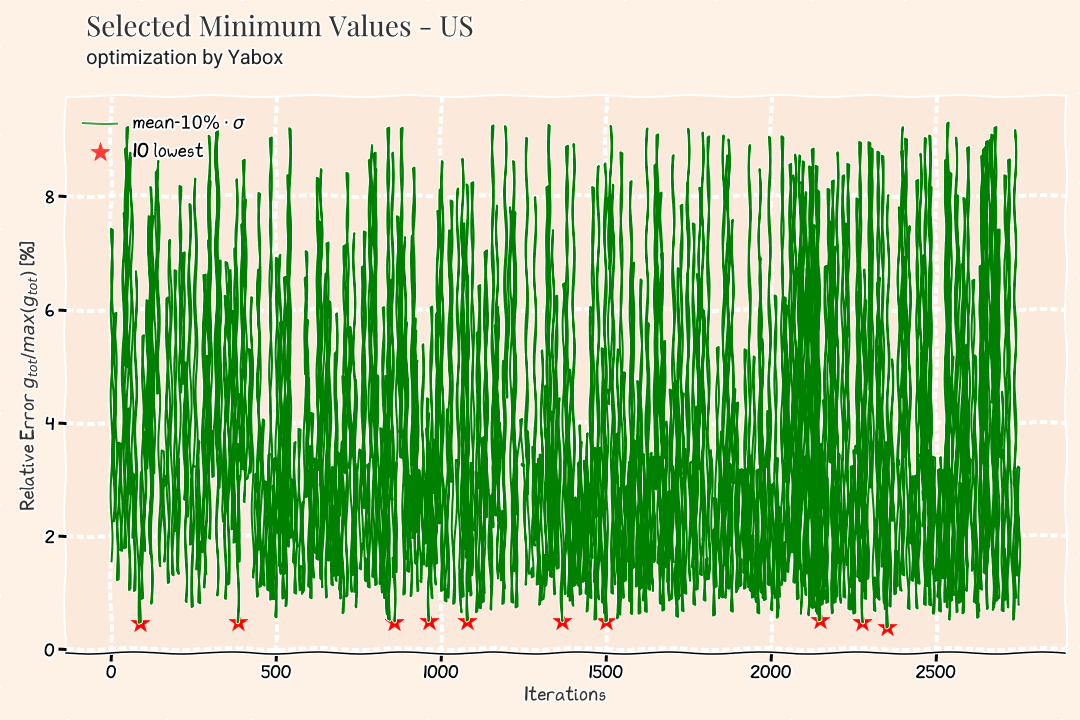 Selected Minimum Values - US
optimization by Yabox
mean-10% · σ
10 lowest
Relative Error g_tot/max(g_tot) [%]
8
6
4
2
0
0 500 1000 1500 2000 2500
Iterations